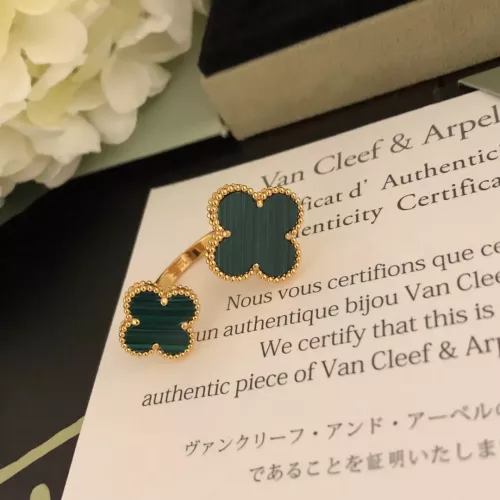 Van Cleef & Arpel
ficat d' Authentici
enticity Certifica
Nous vous certifions que ce
un authentique bijou Van Clee
We certify that this is
authentic piece of Van Cleef & Ar
ヴァンクリーフ・アンド・アーペルの
であることを証明いたしま